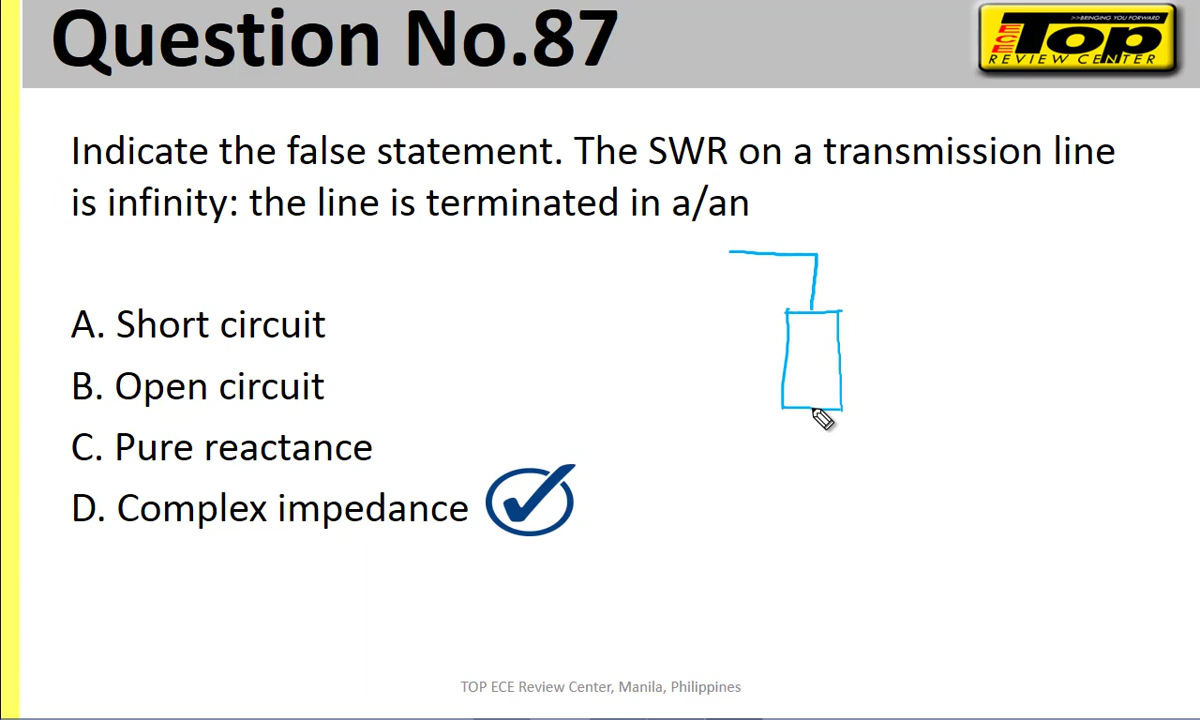 Question No.87
>>BRINGING YOU FORWARD
ECE Top
REVIEW CENTER
Indicate the false statement. The SWR on a transmission line
is infinity: the line is terminated in a/an
A. Short circuit
B. Open circuit
C. Pure reactance
D. Complex impedance
TOP ECE Review Center, Manila, Philippines